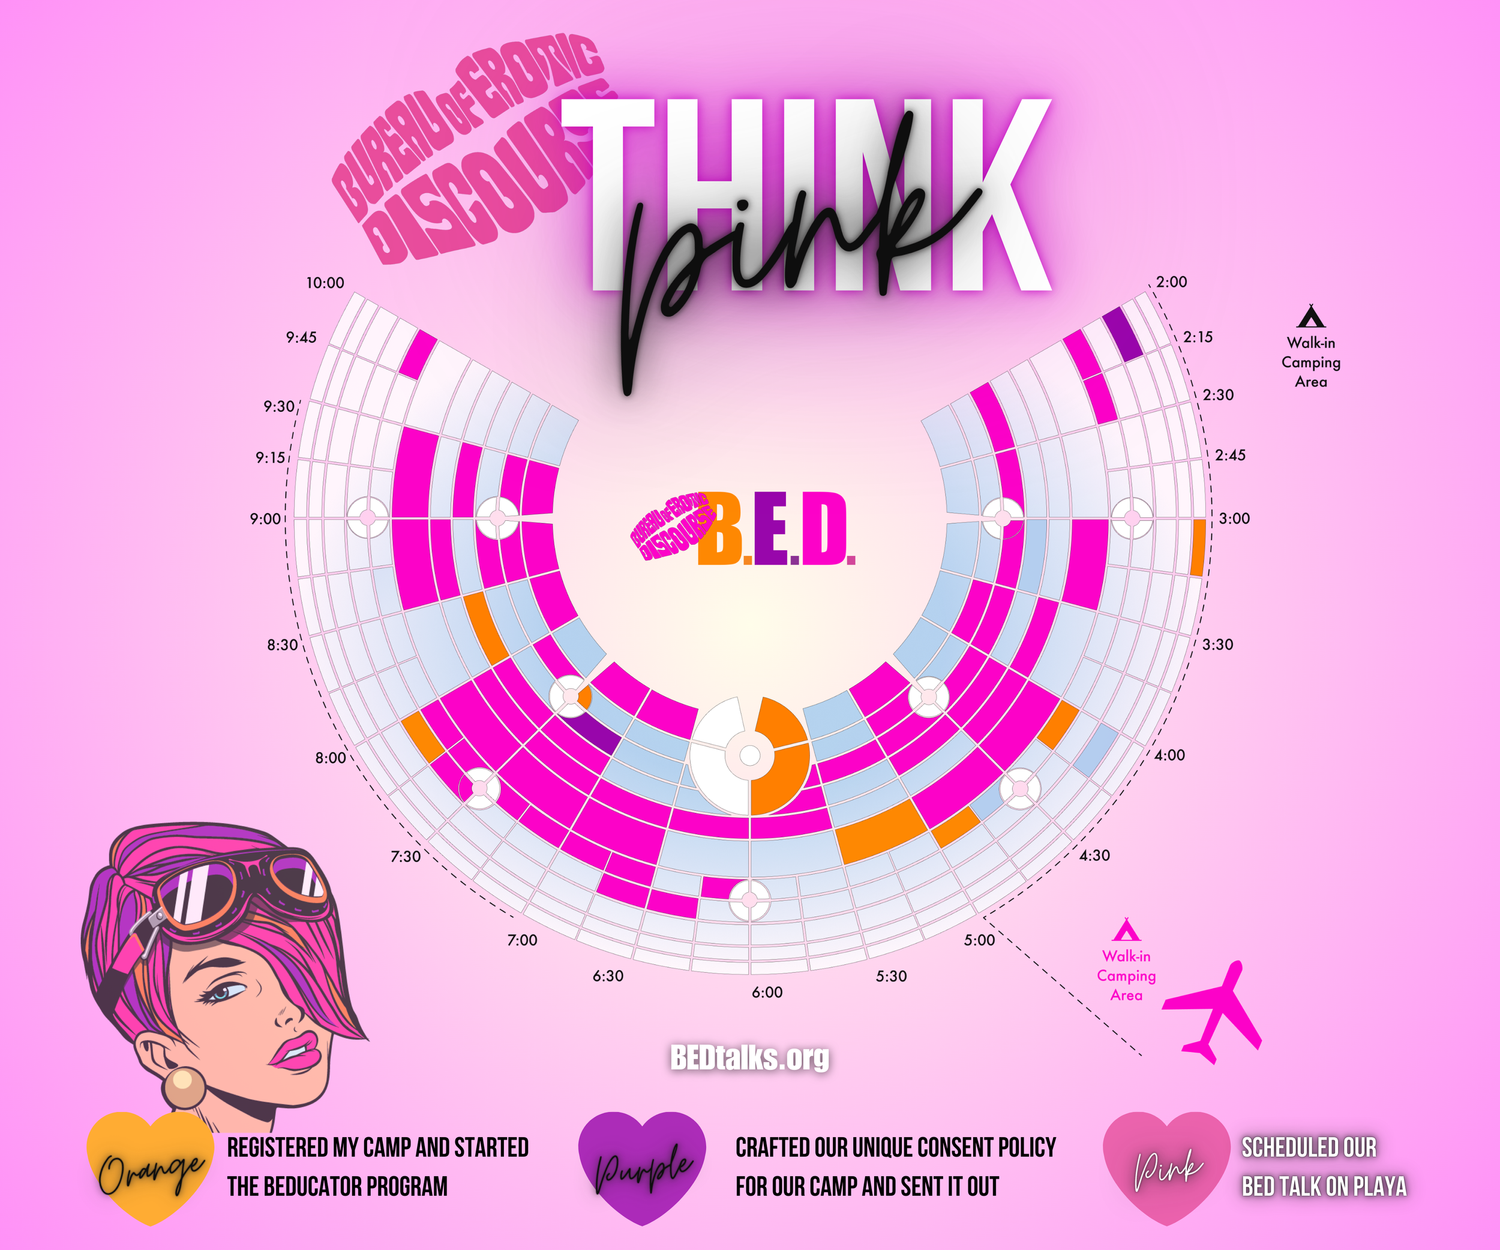 BUREAU OF EROTIC
DISCOURSE
THINK
pink
10:00
2:00
9:45
2:15
Walk-in
Camping
Area
9:30
2:30
9:15
2:45
9:00
3:00
BUREAU OF EROTIC
DISCOURSE
B.E.D.
8:30
3:30
8:00
4:00
7:30
4:30
7:00
5:00
6:30
5:30
6:00
Walk-in
Camping
Area
BEDtalks.org
Orange
REGISTERED MY CAMP AND STARTED
THE BEDUCATOR PROGRAM
Purple
CRAFTED OUR UNIQUE CONSENT POLICY
FOR OUR CAMP AND SENT IT OUT
Pink
SCHEDULED OUR
BED TALK ON PLAYA